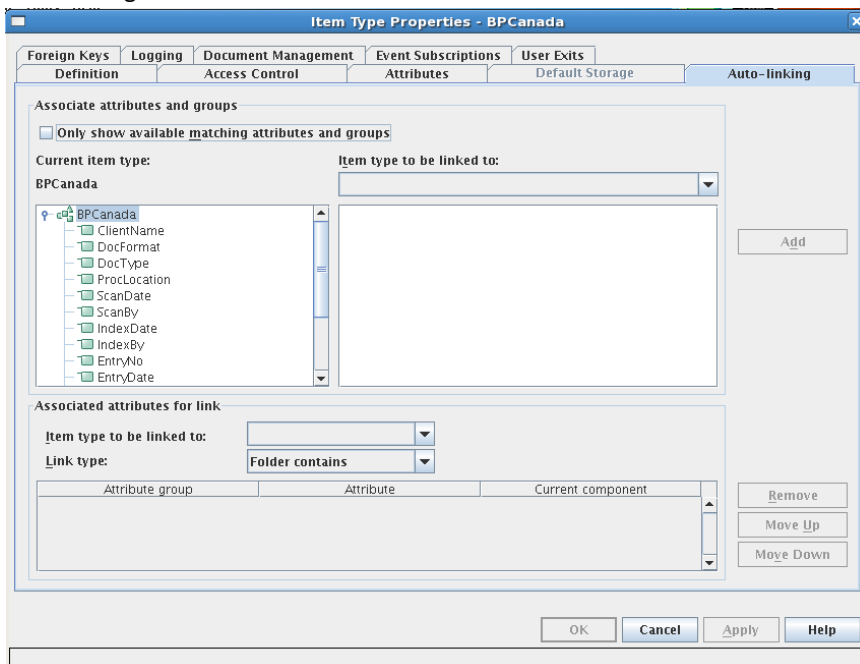 Item Type Properties - BPCanada
Foreign Keys Logging Document Management Event Subscriptions User Exits
Definition Access Control Attributes Default Storage Auto-linking
Associate attributes and groups
Only show available matching attributes and groups
Current item type: Item type to be linked to:
BPCanada
BPCanada
ClientName
DocFormat
DocType
ProcLocation
ScanDate
ScanBy
IndexDate
IndexBy
EntryNo
EntryDate
Add
Associated attributes for link
Item type to be linked to:
Link type: Folder contains
Attribute group Attribute Current component
Remove
Move Up
Move Down
OK Cancel Apply Help